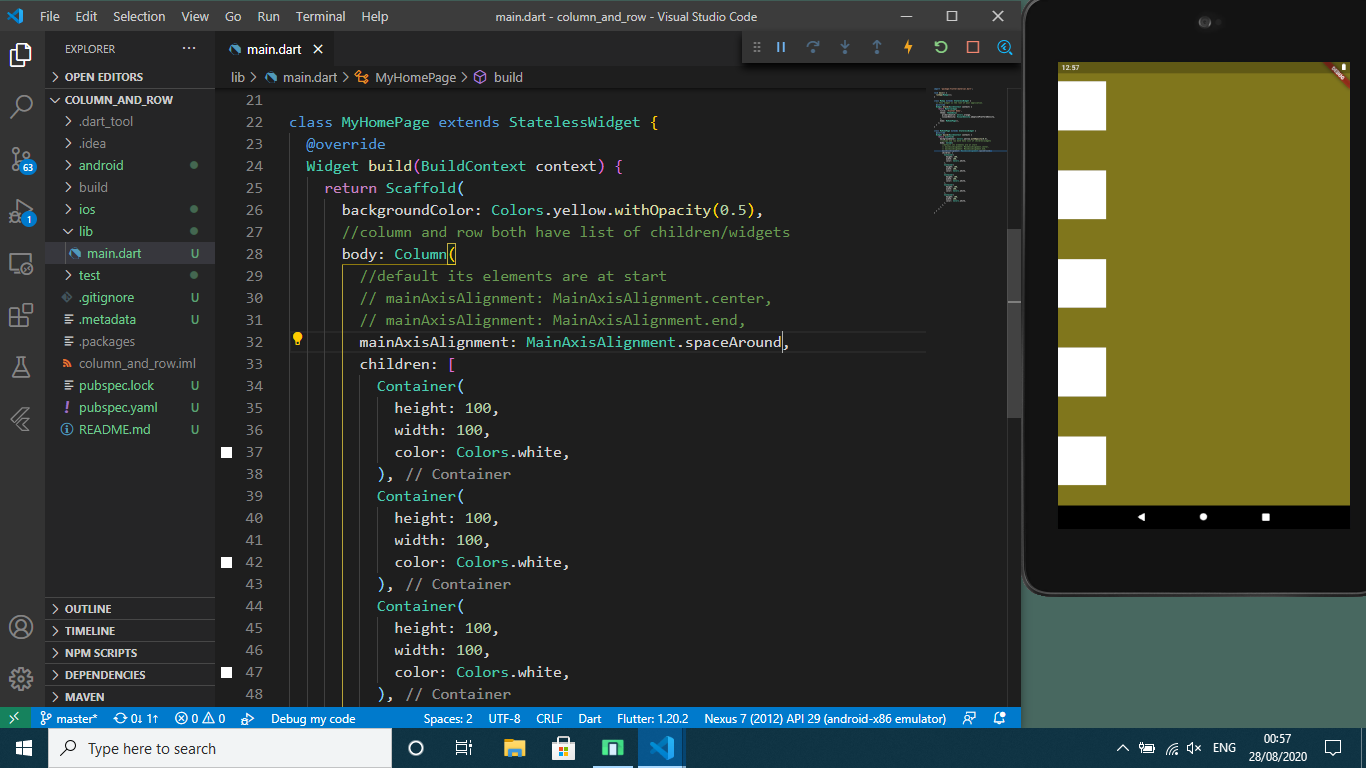 File Edit Selection View Go Run Terminal Help
main.dart - column_and_row - Visual Studio Code
EXPLORER
OPEN EDITORS
COLUMN_AND_ROW
.dart_tool
.idea
android
build
ios
lib
main.dart U
test
.gitignore U
.metadata U
.packages
column_and_row.iml
pubspec.lock U
pubspec.yaml U
README.md U
OUTLINE
TIMELINE
NPM SCRIPTS
DEPENDENCIES
MAVEN
63
1
main.dart
lib > main.dart > MyHomePage > build
21
22 class MyHomePage extends StatelessWidget {
23 @override
24 Widget build(BuildContext context) {
25 return Scaffold(
26 backgroundColor: Colors.yellow.withOpacity(0.5),
27 //column and row both have list of children/widgets
28 body: Column(
29 //default its elements are at start
30 // mainAxisAlignment: MainAxisAlignment.center,
31 // mainAxisAlignment: MainAxisAlignment.end,
32 mainAxisAlignment: MainAxisAlignment.spaceAround,
33 children: [
34 Container(
35 height: 100,
36 width: 100,
37 color: Colors.white,
38 ), // Container
39 Container(
40 height: 100,
41 width: 100,
42 color: Colors.white,
43 ), // Container
44 Container(
45 height: 100,
46 width: 100,
47 color: Colors.white,
48 ), // Container
12:57
DEBUG
master* 0↓ 1↑ 0 0 Debug my code
Spaces: 2 UTF-8 CRLF Dart Flutter: 1.20.2 Nexus 7 (2012) API 29 (android-x86 emulator)
Type here to search
ENG
00:57
28/08/2020